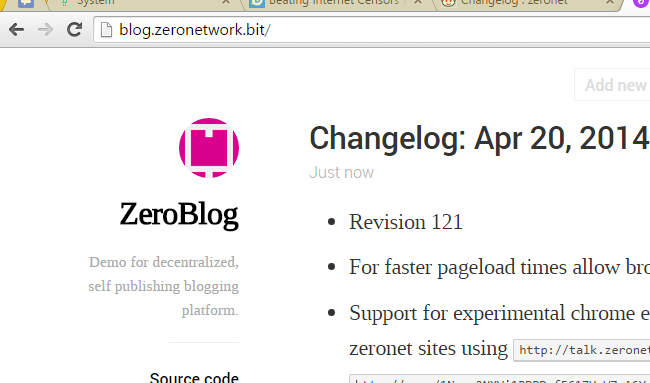 System
Beating Internet Censors
Changelog : zeronet
blog.zeronetwork.bit/
Add new
Changelog: Apr 20, 2014
Just now
ZeroBlog
Demo for decentralized,
self publishing blogging
platform.
Source code
• Revision 121
• For faster pageload times allow bro
• Support for experimental chrome e
zeronet sites using http://talk.zeronet